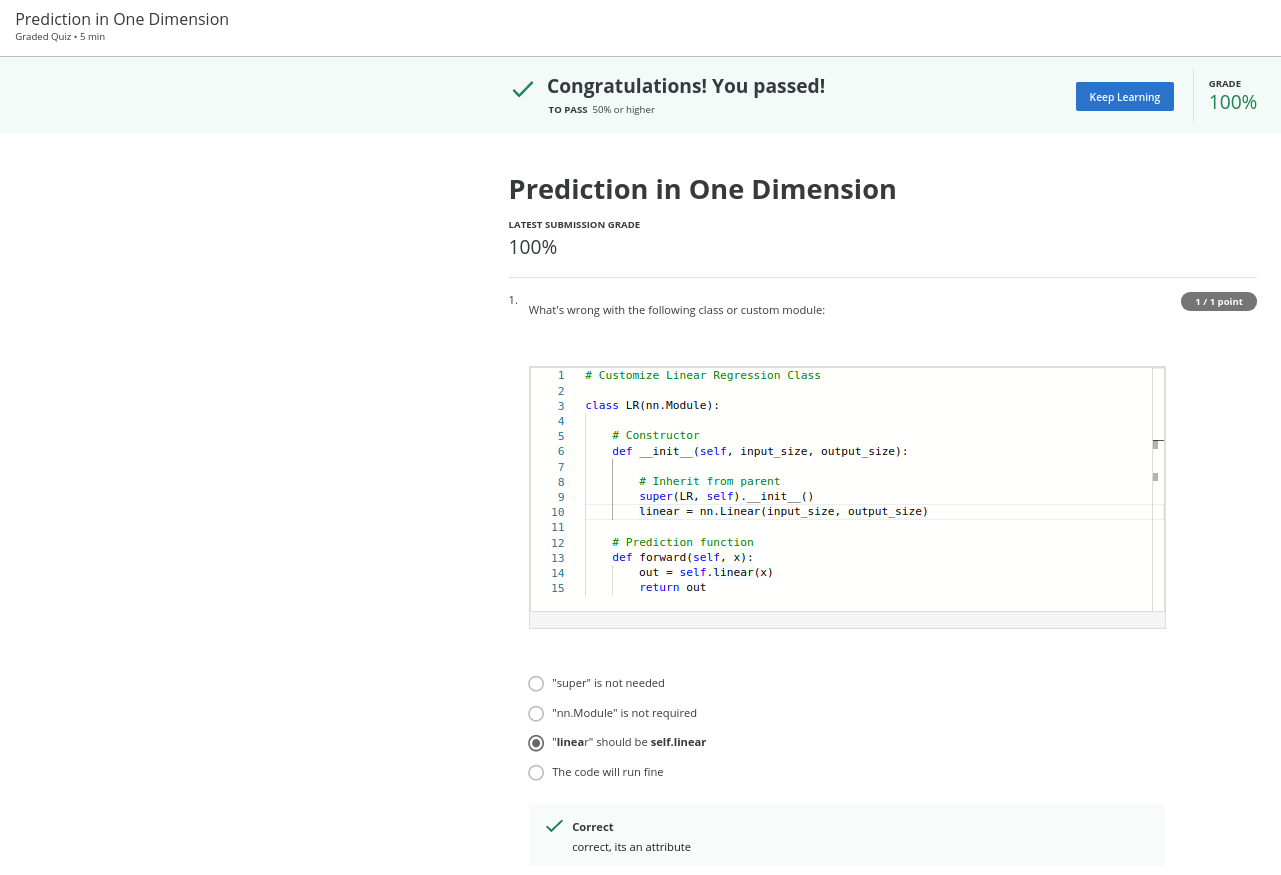 Prediction in One Dimension
Graded Quiz • 5 min
Congratulations! You passed!
TO PASS 50% or higher
Keep Learning
GRADE
100%
Prediction in One Dimension
LATEST SUBMISSION GRADE
100%
1.
What's wrong with the following class or custom module:
1 / 1 point
1 # Customize Linear Regression Class
2
3 class LR(nn.Module):
4
5     # Constructor
6     def __init__(self, input_size, output_size):
7
8         # Inherit from parent
9         super(LR, self).__init__()
10         linear = nn.Linear(input_size, output_size)
11
12     # Prediction function
13     def forward(self, x):
14         out = self.linear(x)
15         return out
"super" is not needed
"nn.Module" is not required
"linear" should be self.linear
The code will run fine
Correct
correct, its an attribute